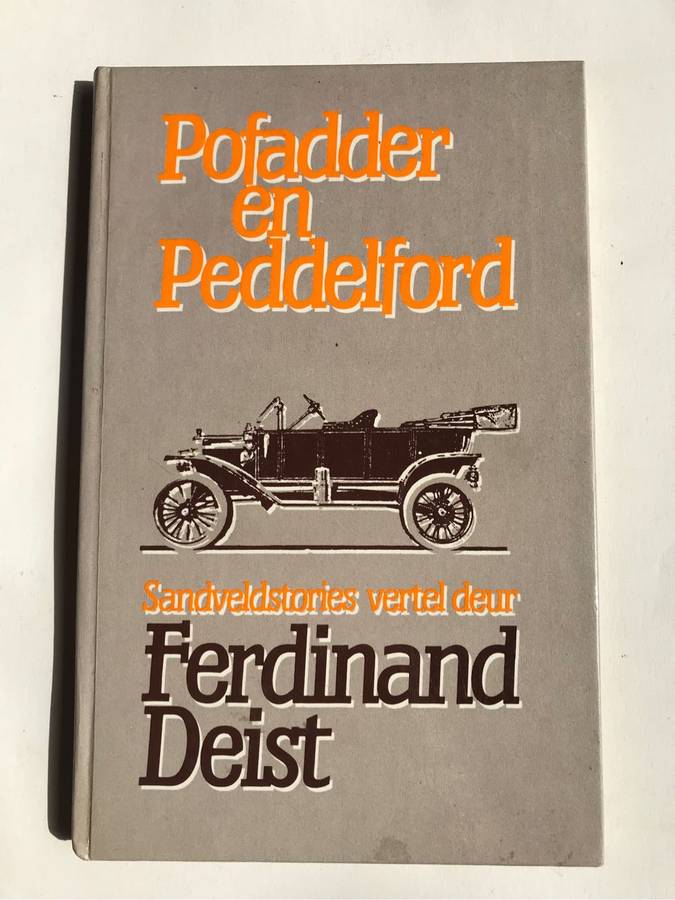 Pofadder
en
Peddelford
Sandveldstories vertel deur
Ferdinand
Deist